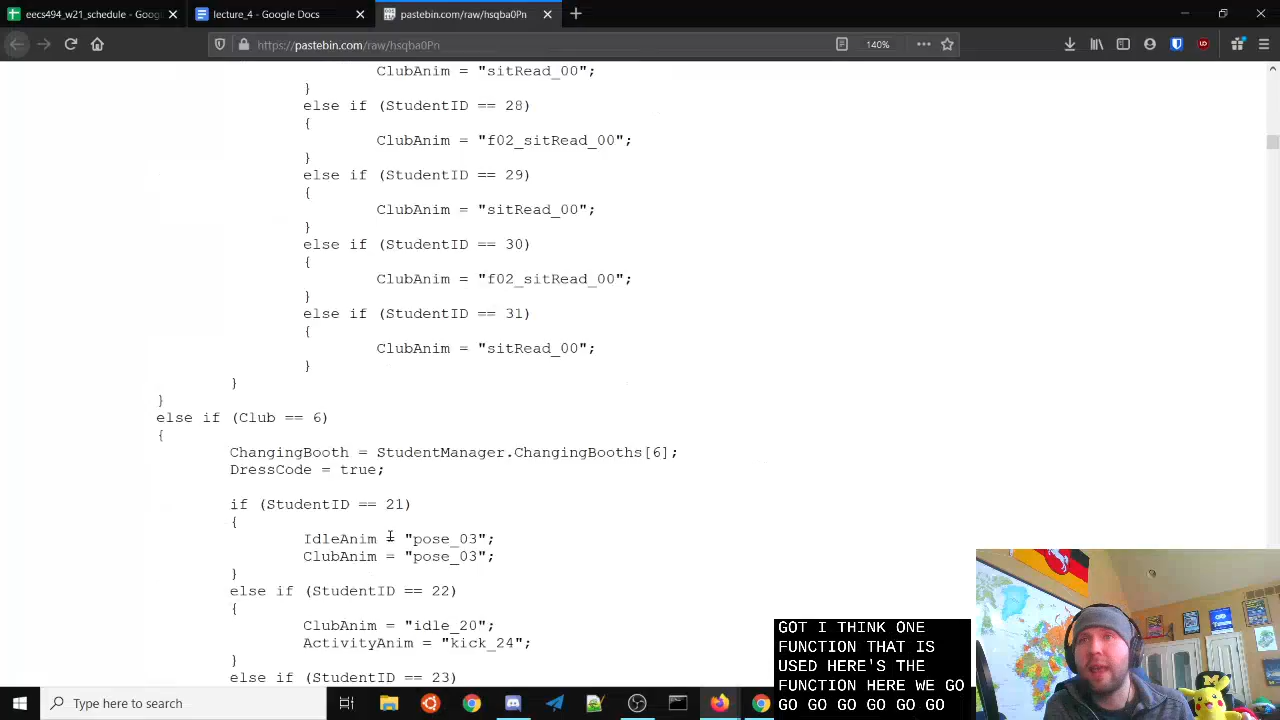 eecs494_w21_schedule - Goog
lecture_4 - Google Docs
pastebin.com/raw/hsqba0Pn
https://pastebin.com/raw/hsqba0Pn
140%
ClubAnim = "sitRead_00";
}
else if (StudentID == 28)
{
ClubAnim = "f02_sitRead_00";
}
else if (StudentID == 29)
{
ClubAnim = "sitRead_00";
}
else if (StudentID == 30)
{
ClubAnim = "f02_sitRead_00";
}
else if (StudentID == 31)
{
ClubAnim = "sitRead_00";
}
}
}
else if (Club == 6)
{
ChangingBooth = StudentManager.ChangingBooths[6];
DressCode = true;
if (StudentID == 21)
{
IdleAnim = "pose_03";
ClubAnim = "pose_03";
}
else if (StudentID == 22)
{
ClubAnim = "idle_20";
ActivityAnim = "kick_24";
}
else if (StudentID == 23)
GOT I THINK ONE
FUNCTION THAT IS
USED HERE'S THE
FUNCTION HERE WE GO
GO GO GO GO GO GO
Type here to search